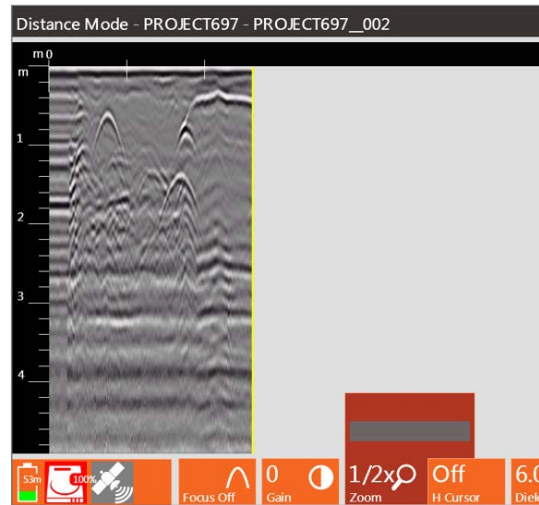 Distance Mode - PROJECT697 - PROJECT697__002
m 0
m
1
2
3
4
53m
100%
Focus Off
0
Gain
1/2x
Zoom
Off
H Cursor
6.0
Diele